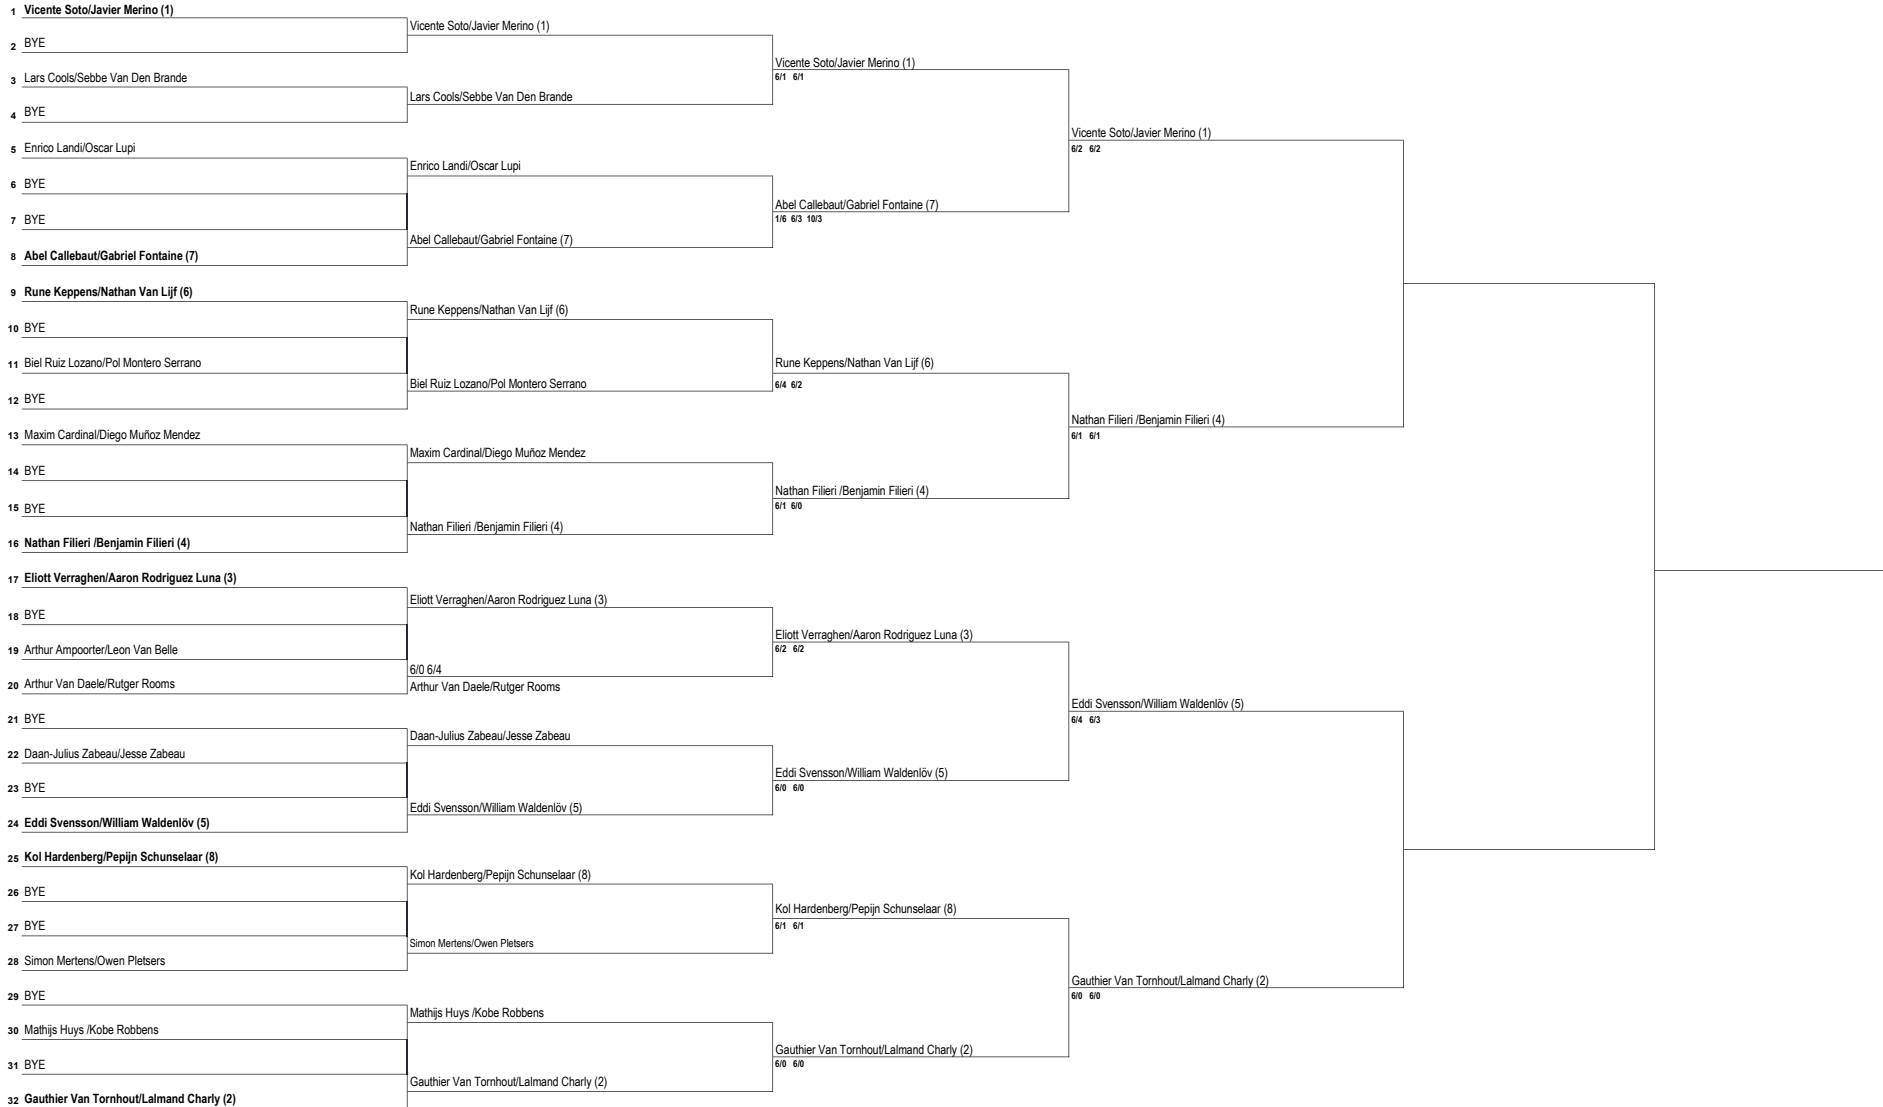 1 Vicente Soto/Javier Merino (1)
2 BYE
3 Lars Cools/Sebbe Van Den Brande
4 BYE
5 Enrico Landi/Oscar Lupi
6 BYE
7 BYE
8 Abel Callebaut/Gabriel Fontaine (7)
9 Rune Keppens/Nathan Van Lijf (6)
10 BYE
11 Biel Ruiz Lozano/Pol Montero Serrano
12 BYE
13 Maxim Cardinal/Diego Muñoz Mendez
14 BYE
15 BYE
16 Nathan Filieri /Benjamin Filieri (4)
17 Eliott Verraghen/Aaron Rodriguez Luna (3)
18 BYE
19 Arthur Ampoorter/Leon Van Belle
20 Arthur Van Daele/Rutger Rooms
21 BYE
22 Daan-Julius Zabeau/Jesse Zabeau
23 BYE
24 Eddi Svensson/William Waldenlöv (5)
25 Kol Hardenberg/Pepijn Schunselaar (8)
26 BYE
27 BYE
28 Simon Mertens/Owen Pletsers
29 BYE
30 Mathijs Huys /Kobe Robbens
31 BYE
32 Gauthier Van Tornhout/Lalmand Charly (2)
Vicente Soto/Javier Merino (1)
Lars Cools/Sebbe Van Den Brande
Enrico Landi/Oscar Lupi
Abel Callebaut/Gabriel Fontaine (7)
Rune Keppens/Nathan Van Lijf (6)
Biel Ruiz Lozano/Pol Montero Serrano
Maxim Cardinal/Diego Muñoz Mendez
Nathan Filieri /Benjamin Filieri (4)
Eliott Verraghen/Aaron Rodriguez Luna (3)
6/0 6/4
Arthur Van Daele/Rutger Rooms
Daan-Julius Zabeau/Jesse Zabeau
Eddi Svensson/William Waldenlöv (5)
Kol Hardenberg/Pepijn Schunselaar (8)
Simon Mertens/Owen Pletsers
Mathijs Huys /Kobe Robbens
Gauthier Van Tornhout/Lalmand Charly (2)
Vicente Soto/Javier Merino (1)
6/1 6/1
Abel Callebaut/Gabriel Fontaine (7)
1/6 6/3 10/3
Rune Keppens/Nathan Van Lijf (6)
6/4 6/2
Nathan Filieri /Benjamin Filieri (4)
6/1 6/0
Eliott Verraghen/Aaron Rodriguez Luna (3)
6/2 6/2
Eddi Svensson/William Waldenlöv (5)
6/0 6/0
Kol Hardenberg/Pepijn Schunselaar (8)
6/1 6/1
Gauthier Van Tornhout/Lalmand Charly (2)
6/0 6/0
Vicente Soto/Javier Merino (1)
6/2 6/2
Nathan Filieri /Benjamin Filieri (4)
6/1 6/1
Eddi Svensson/William Waldenlöv (5)
6/4 6/3
Gauthier Van Tornhout/Lalmand Charly (2)
6/0 6/0